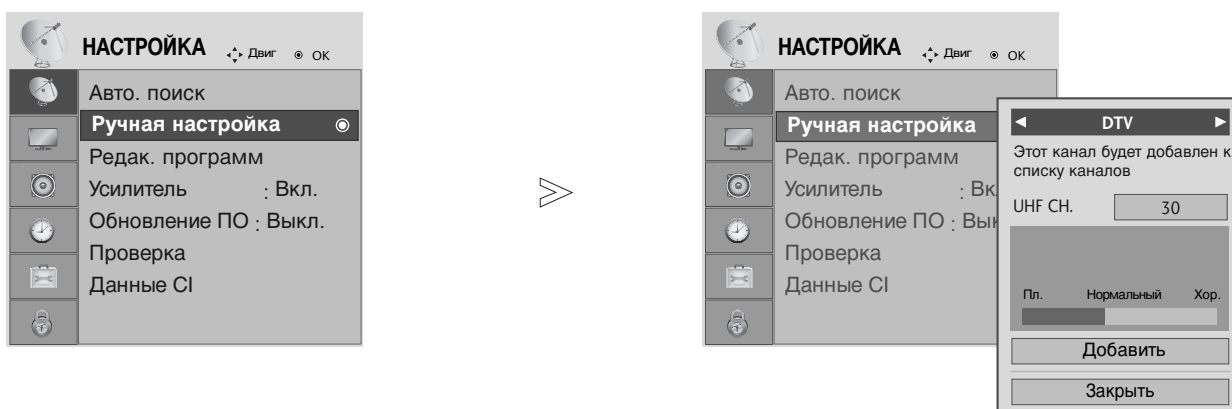 НАСТРОЙКА Двиг OK
Авто. поиск
Ручная настройка
Редак. программ
Усилитель : Вкл.
Обновление ПО : Выкл.
Проверка
Данные CI
НАСТРОЙКА Двиг OK
Авто. поиск
Ручная настройка
Редак. программ
Усилитель : Вк
Обновление ПО : Вык
Проверка
Данные CI
DTV
Этот канал будет добавлен к
списку каналов
UHF CH. 30
Пл. Нормальный Хор.
Добавить
Закрыть